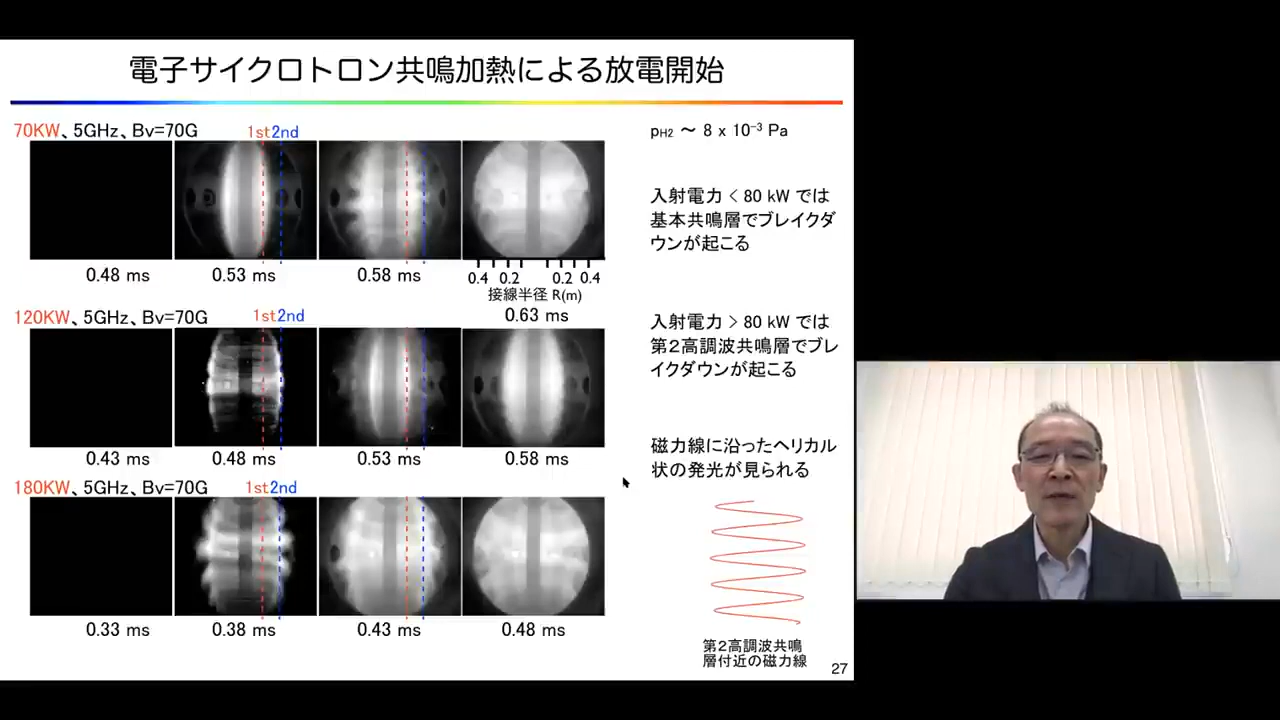 電子サイクロトロン共鳴加熱による放電開始
70KW、5GHz、Bv=70G
1st2nd
0.48 ms
0.53 ms
0.58 ms
0.4 0.2 0.2 0.4
接線半径 R(m)
0.63 ms
120KW、5GHz、Bv=70G
1st2nd
0.43 ms
0.48 ms
0.53 ms
0.58 ms
180KW、5GHz、Bv=70G
1st2nd
0.33 ms
0.38 ms
0.43 ms
0.48 ms
pH2 ～ 8 x 10⁻³ Pa
入射電力 < 80 kW では
基本共鳴層でブレイクダ
ウンが起こる
入射電力 > 80 kW では
第２高調波共鳴層でブレ
イクダウンが起こる
磁力線に沿ったヘリカル
状の発光が見られる
第２高調波共鳴
層付近の磁力線
27